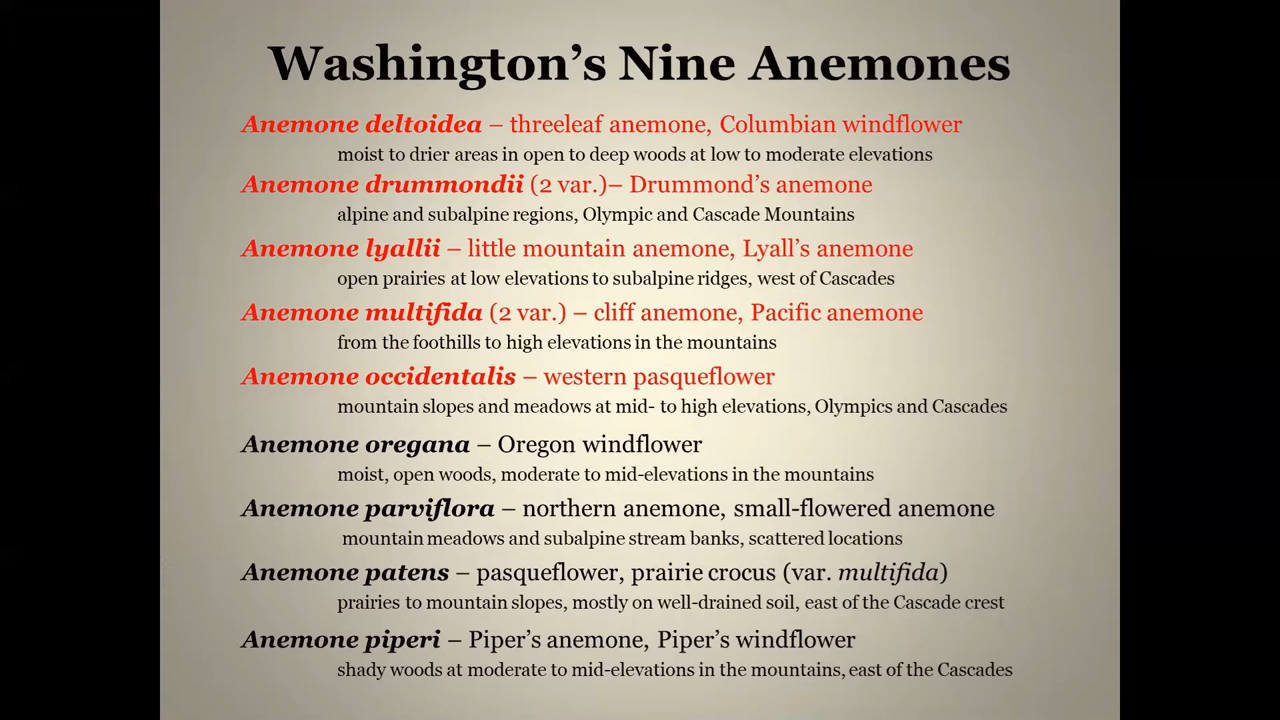 Washington’s Nine Anemones
Anemone deltoidea – threeleaf anemone, Columbian windflower
moist to drier areas in open to deep woods at low to moderate elevations
Anemone drummondii (2 var.)– Drummond’s anemone
alpine and subalpine regions, Olympic and Cascade Mountains
Anemone lyallii – little mountain anemone, Lyall’s anemone
open prairies at low elevations to subalpine ridges, west of Cascades
Anemone multifida (2 var.) – cliff anemone, Pacific anemone
from the foothills to high elevations in the mountains
Anemone occidentalis – western pasqueflower
mountain slopes and meadows at mid- to high elevations, Olympics and Cascades
Anemone oregana – Oregon windflower
moist, open woods, moderate to mid-elevations in the mountains
Anemone parviflora – northern anemone, small-flowered anemone
mountain meadows and subalpine stream banks, scattered locations
Anemone patens – pasqueflower, prairie crocus (var. multifida)
prairies to mountain slopes, mostly on well-drained soil, east of the Cascade crest
Anemone piperi – Piper’s anemone, Piper’s windflower
shady woods at moderate to mid-elevations in the mountains, east of the Cascades